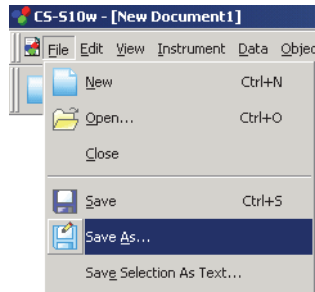 CS-S10w - [New Document1]
File Edit View Instrument Data Objec
New Ctrl+N
Open... Ctrl+O
Close
Save Ctrl+S
Save As...
Save Selection As Text...